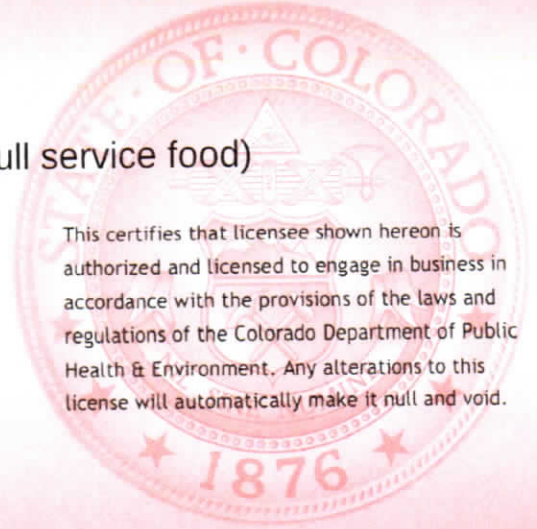 STATE OF · COLORADO
ull service food)
This certifies that licensee shown hereon is
authorized and licensed to engage in business in
accordance with the provisions of the laws and
regulations of the Colorado Department of Public
Health & Environment. Any alterations to this
license will automatically make it null and void.
1876